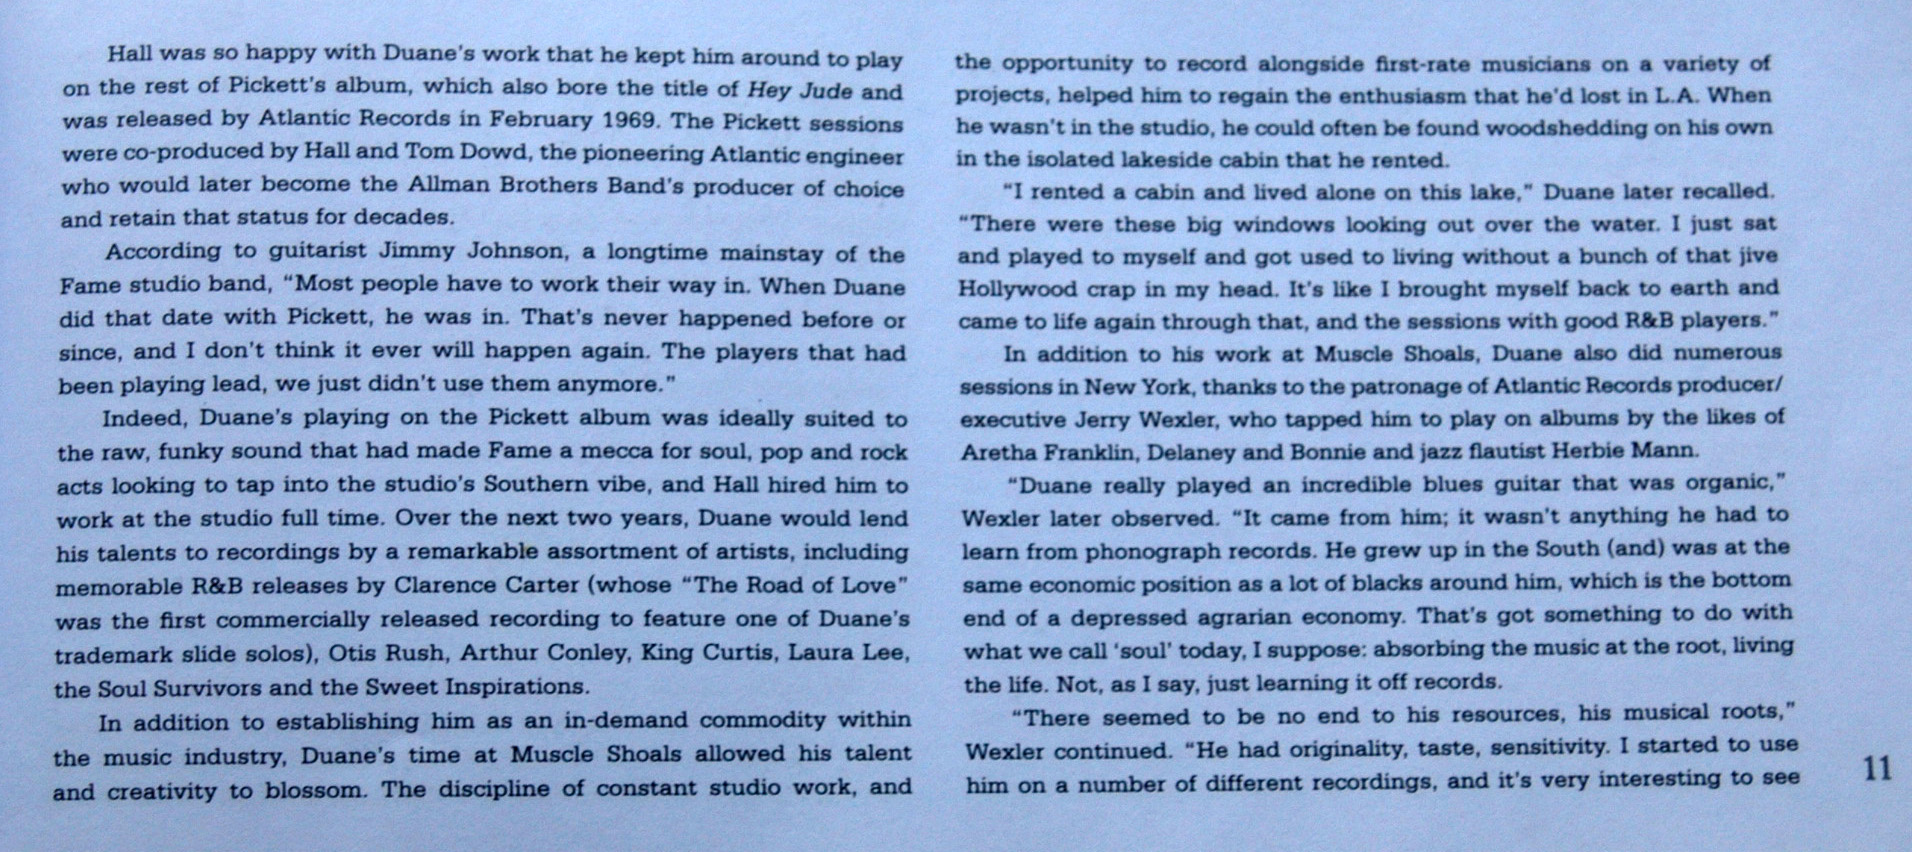 Hall was so happy with Duane's work that he kept him around to play
on the rest of Pickett's album, which also bore the title of Hey Jude and
was released by Atlantic Records in February 1969. The Pickett sessions
were co-produced by Hall and Tom Dowd, the pioneering Atlantic engineer
who would later become the Allman Brothers Band's producer of choice
and retain that status for decades.
According to guitarist Jimmy Johnson, a longtime mainstay of the
Fame studio band, “Most people have to work their way in. When Duane
did that date with Pickett, he was in. That's never happened before or
since, and I don't think it ever will happen again. The players that had
been playing lead, we just didn't use them anymore.”
Indeed, Duane's playing on the Pickett album was ideally suited to
the raw, funky sound that had made Fame a mecca for soul, pop and rock
acts looking to tap into the studio's Southern vibe, and Hall hired him to
work at the studio full time. Over the next two years, Duane would lend
his talents to recordings by a remarkable assortment of artists, including
memorable R&B releases by Clarence Carter (whose “The Road of Love”
was the first commercially released recording to feature one of Duane's
trademark slide solos), Otis Rush, Arthur Conley, King Curtis, Laura Lee,
the Soul Survivors and the Sweet Inspirations.
In addition to establishing him as an in-demand commodity within
the music industry, Duane's time at Muscle Shoals allowed his talent
and creativity to blossom. The discipline of constant studio work, and
the opportunity to record alongside first-rate musicians on a variety of
projects, helped him to regain the enthusiasm that he'd lost in L.A. When
he wasn't in the studio, he could often be found woodshedding on his own
in the isolated lakeside cabin that he rented.
“I rented a cabin and lived alone on this lake,” Duane later recalled.
“There were these big windows looking out over the water. I just sat
and played to myself and got used to living without a bunch of that jive
Hollywood crap in my head. It's like I brought myself back to earth and
came to life again through that, and the sessions with good R&B players.”
In addition to his work at Muscle Shoals, Duane also did numerous
sessions in New York, thanks to the patronage of Atlantic Records producer/
executive Jerry Wexler, who tapped him to play on albums by the likes of
Aretha Franklin, Delaney and Bonnie and jazz flautist Herbie Mann.
“Duane really played an incredible blues guitar that was organic,”
Wexler later observed. “It came from him; it wasn't anything he had to
learn from phonograph records. He grew up in the South (and) was at the
same economic position as a lot of blacks around him, which is the bottom
end of a depressed agrarian economy. That's got something to do with
what we call ‘soul’ today, I suppose: absorbing the music at the root, living
the life. Not, as I say, just learning it off records.
“There seemed to be no end to his resources, his musical roots,”
Wexler continued. “He had originality, taste, sensitivity. I started to use
him on a number of different recordings, and it's very interesting to see
11